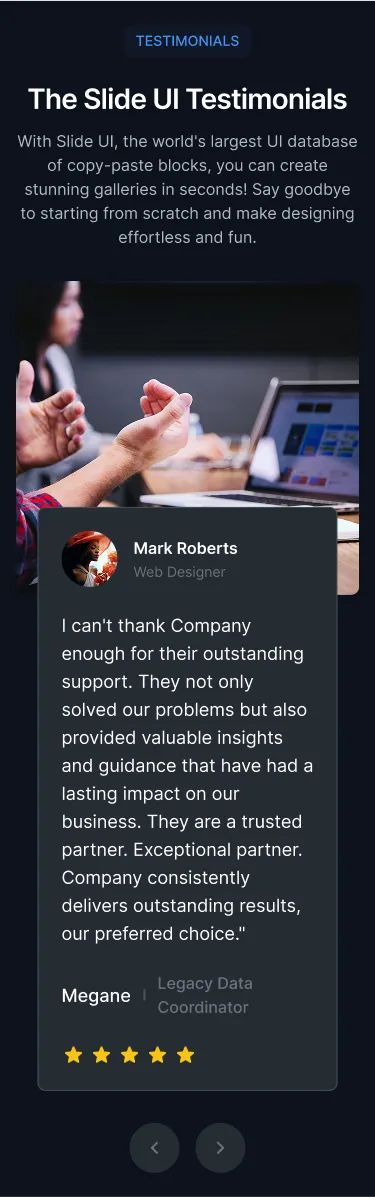 TESTIMONIALS
The Slide UI Testimonials
With Slide UI, the world's largest UI database
of copy-paste blocks, you can create
stunning galleries in seconds! Say goodbye
to starting from scratch and make designing
effortless and fun.
Mark Roberts
Web Designer
I can't thank Company
enough for their outstanding
support. They not only
solved our problems but also
provided valuable insights
and guidance that have had a
lasting impact on our
business. They are a trusted
partner. Exceptional partner.
Company consistently
delivers outstanding results,
our preferred choice."
Megane | Legacy Data
Coordinator